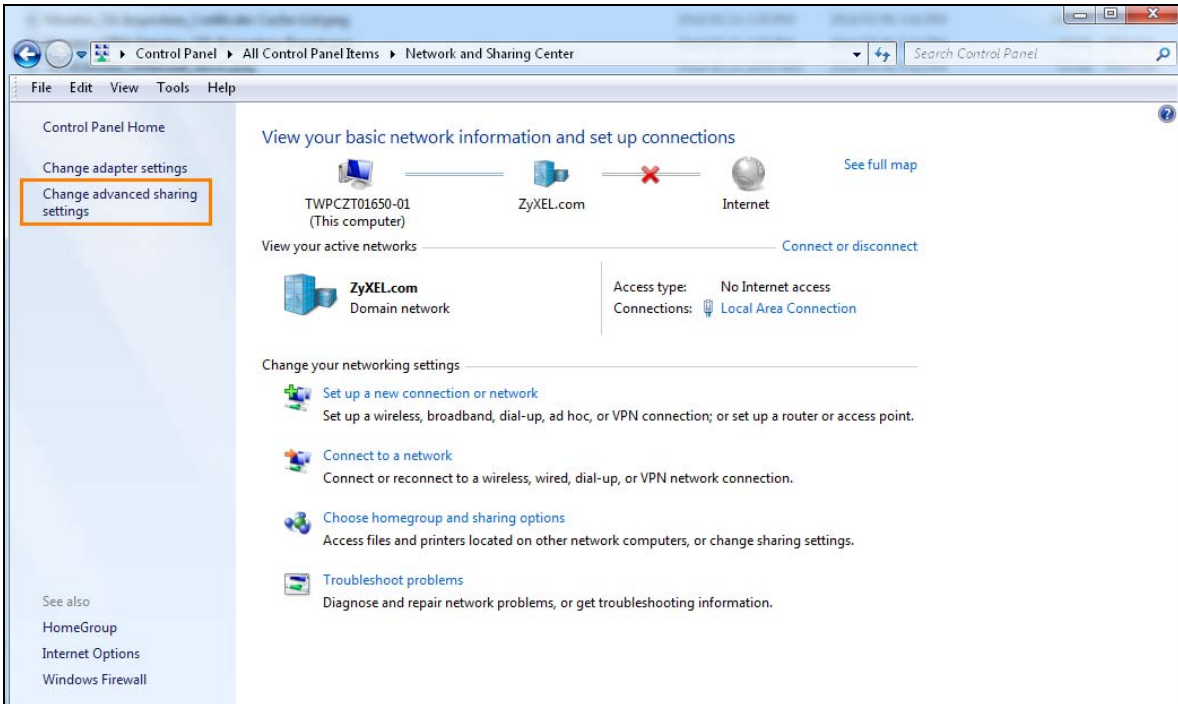 Control Panel ▸ All Control Panel Items ▸ Network and Sharing Center
Search Control Panel
File Edit View Tools Help
Control Panel Home
Change adapter settings
Change advanced sharing
settings
See also
HomeGroup
Internet Options
Windows Firewall
View your basic network information and set up connections
See full map
TWPCZT01650-01
(This computer)
ZyXEL.com
Internet
View your active networks
Connect or disconnect
ZyXEL.com
Domain network
Access type: No Internet access
Connections: Local Area Connection
Change your networking settings
Set up a new connection or network
Set up a wireless, broadband, dial-up, ad hoc, or VPN connection; or set up a router or access point.
Connect to a network
Connect or reconnect to a wireless, wired, dial-up, or VPN network connection.
Choose homegroup and sharing options
Access files and printers located on other network computers, or change sharing settings.
Troubleshoot problems
Diagnose and repair network problems, or get troubleshooting information.